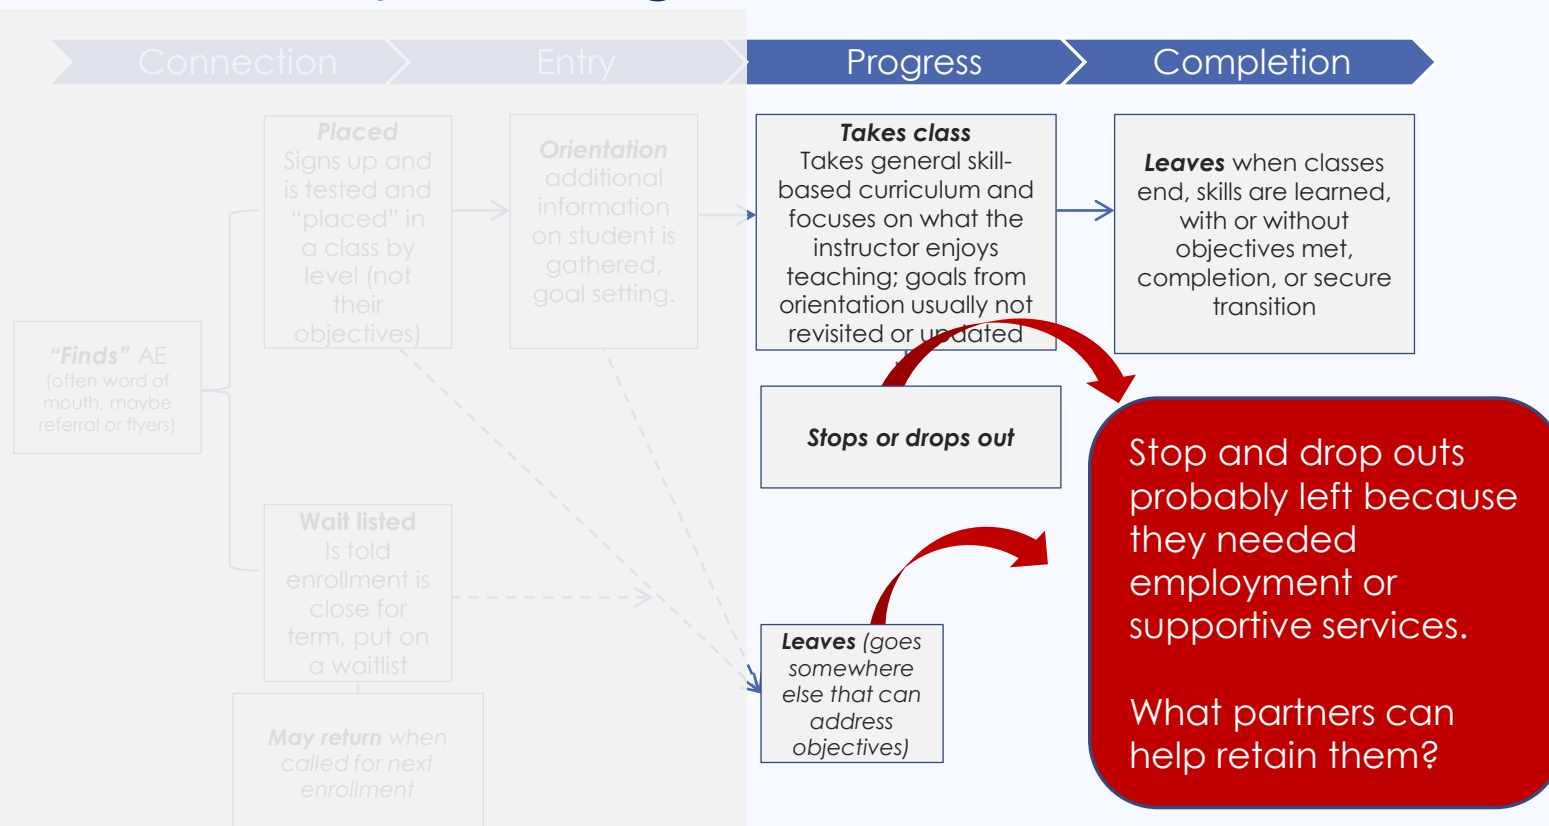 Connection
Entry
Progress
Completion
Placed
Signs up and
is tested and
“placed” in
a class by
level (not
their
objectives)
Orientation
additional
information
on student is
gathered,
goal setting.
Takes class
Takes general skill-
based curriculum and
focuses on what the
instructor enjoys
teaching; goals from
orientation usually not
revisited or updated
Leaves when classes
end, skills are learned,
with or without
objectives met,
completion, or secure
transition
“Finds” AE
(often word of
mouth, maybe
referral or flyers)
Stops or drops out
Wait listed
Is told
enrollment is
close for
term, put on
a waitlist
Leaves (goes
somewhere
else that can
address
objectives)
May return when
called for next
enrollment
Stop and drop outs
probably left because
they needed
employment or
supportive services.
What partners can
help retain them?